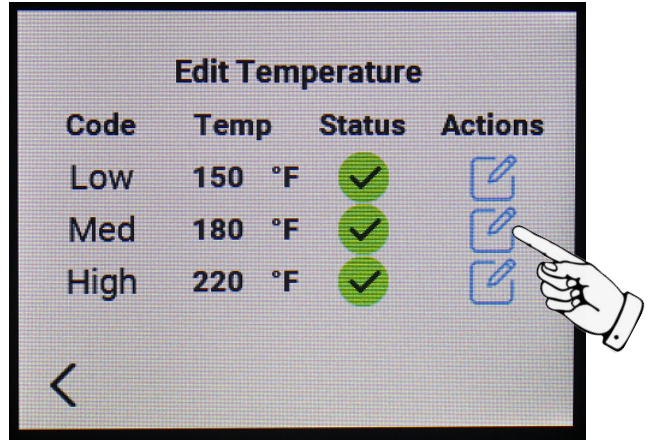 Edit Temperature
Code Temp Status Actions
Low 150 °F
Med 180 °F
High 220 °F